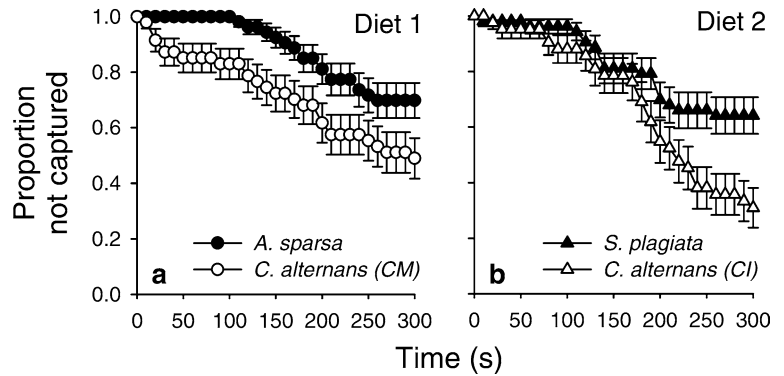 Diet 1
Diet 2
Proportion
not captured
1.0
0.8
0.6
0.4
0.2
0.0
A. sparsa
C. alternans (CM)
a
S. plagiata
C. alternans (CI)
b
0 50 100 150 200 250 300
0 50 100 150 200 250 300
Time (s)